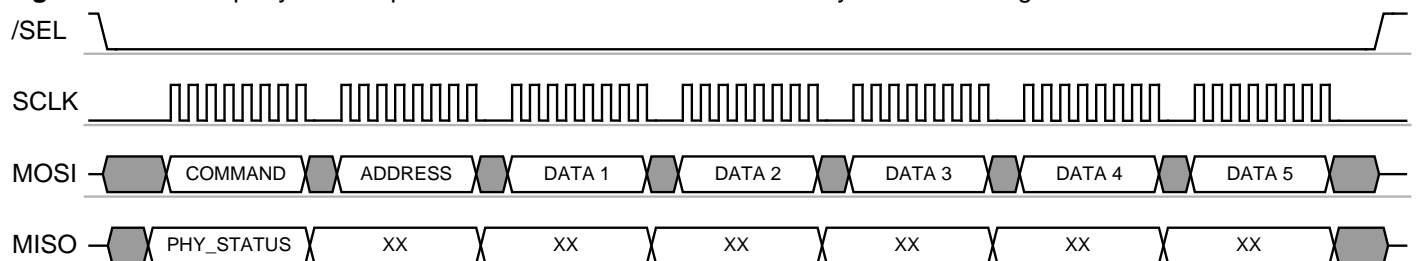 /SEL
SCLK
MOSI COMMAND ADDRESS DATA 1 DATA 2 DATA 3 DATA 4 DATA 5
MISO PHY_STATUS XX XX XX XX XX XX